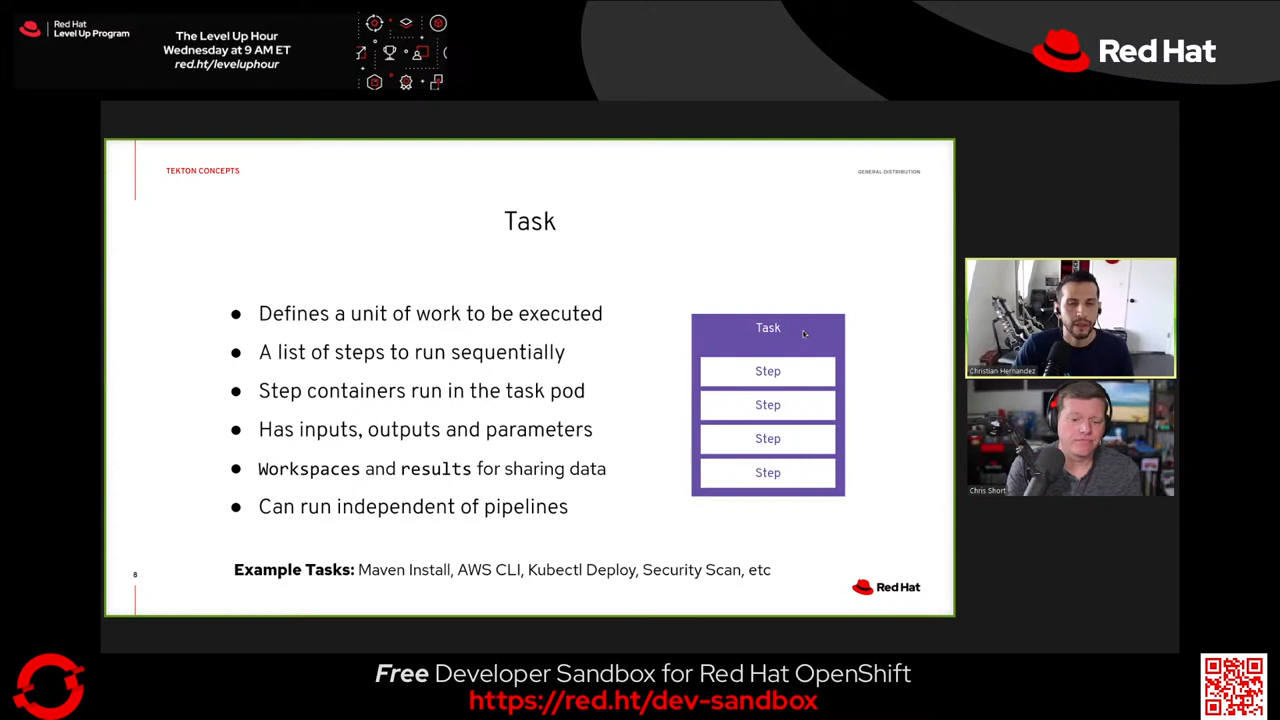 Red Hat
Level Up Program
The Level Up Hour
Wednesday at 9 AM ET
red.ht/leveluphour
Red Hat
TEKTON CONCEPTS
GENERAL DISTRIBUTION
Task
● Defines a unit of work to be executed
● A list of steps to run sequentially
● Step containers run in the task pod
● Has inputs, outputs and parameters
● Workspaces and results for sharing data
● Can run independent of pipelines
Task
Step
Step
Step
Step
Example Tasks: Maven Install, AWS CLI, Kubectl Deploy, Security Scan, etc
8
Red Hat
Christian Hernandez
Chris Short
Free Developer Sandbox for Red Hat OpenShift
https://red.ht/dev-sandbox